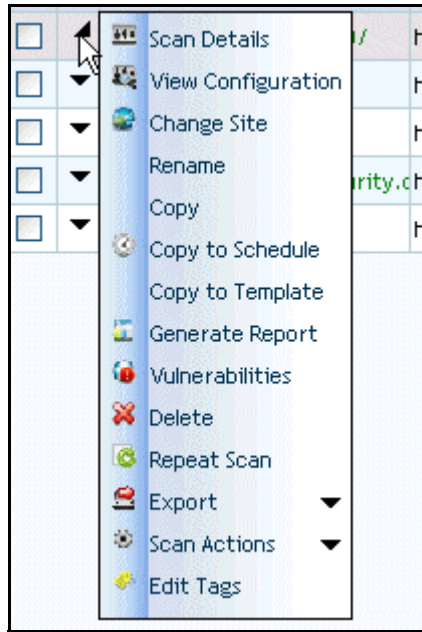 Scan Details
View Configuration
Change Site
Rename
Copy
Copy to Schedule
Copy to Template
Generate Report
Vulnerabilities
Delete
Repeat Scan
Export
Scan Actions
Edit Tags